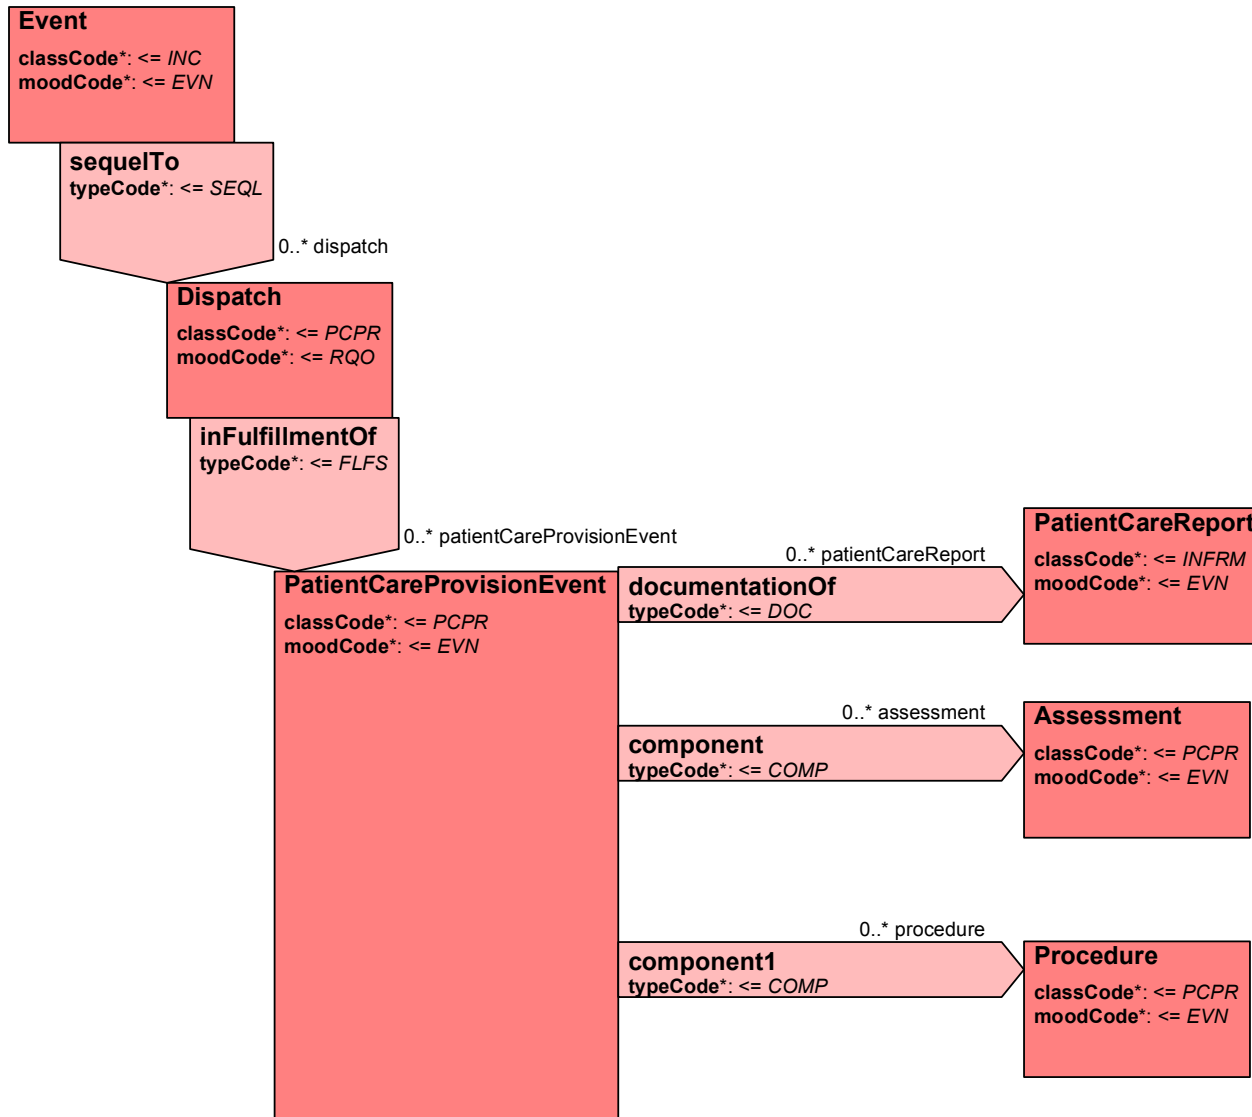 Event
classCode*: <= INC
moodCode*: <= EVN
sequelTo
typeCode*: <= SEQL
0..* dispatch
Dispatch
classCode*: <= PCPR
moodCode*: <= RQO
inFulfillmentOf
typeCode*: <= FLFS
0..* patientCareProvisionEvent
PatientCareProvisionEvent
classCode*: <= PCPR
moodCode*: <= EVN
0..* patientCareReport
documentationOf
typeCode*: <= DOC
PatientCareReport
classCode*: <= INFRM
moodCode*: <= EVN
0..* assessment
component
typeCode*: <= COMP
Assessment
classCode*: <= PCPR
moodCode*: <= EVN
0..* procedure
component1
typeCode*: <= COMP
Procedure
classCode*: <= PCPR
moodCode*: <= EVN